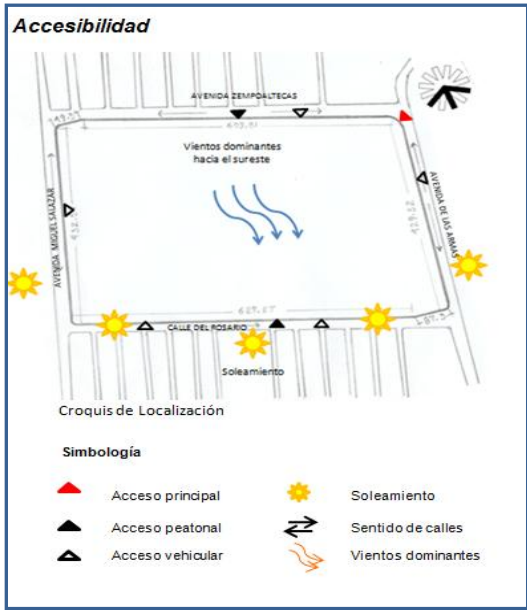 Accesibilidad
AVENIDA ZEMPOALTECAS
Vientos dominantes
hacia el sureste
AVENIDA MIGUEL SALAZAR
AVENIDA DE LAS ARMAS
CALLE DEL ROSARIO
Soleamiento
Croquis de Localización
Simbología
Acceso principal
Soleamiento
Acceso peatonal
Sentido de calles
Acceso vehicular
Vientos dominantes